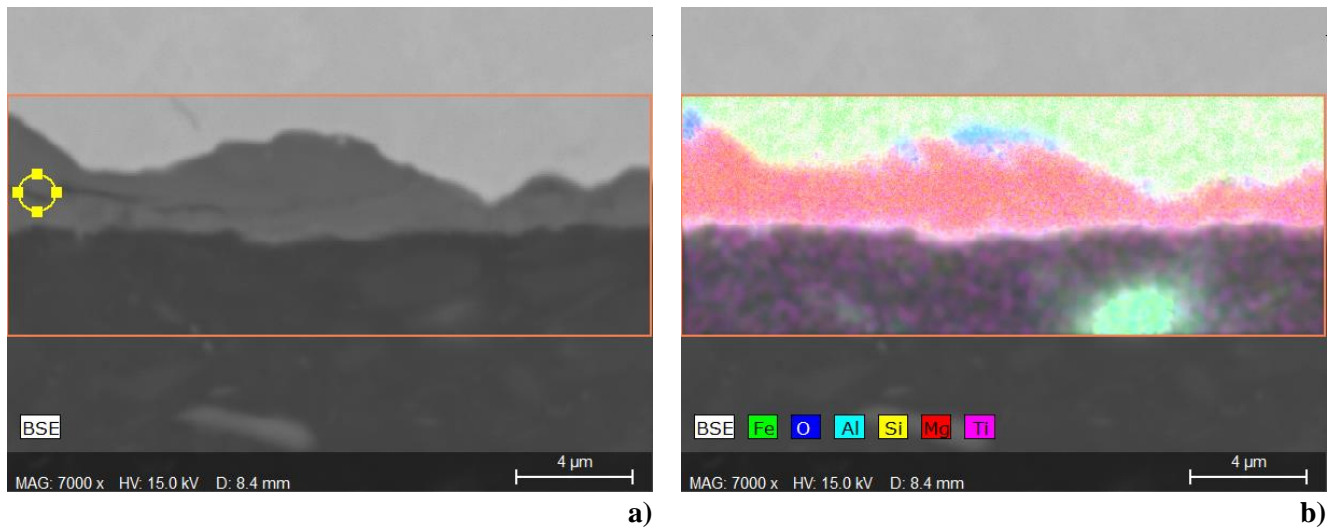 BSE
4 µm
MAG: 7000 x HV: 15.0 kV D: 8.4 mm
a)
BSE Fe O Al Si Mg Ti
4 µm
MAG: 7000 x HV: 15.0 kV D: 8.4 mm
b)